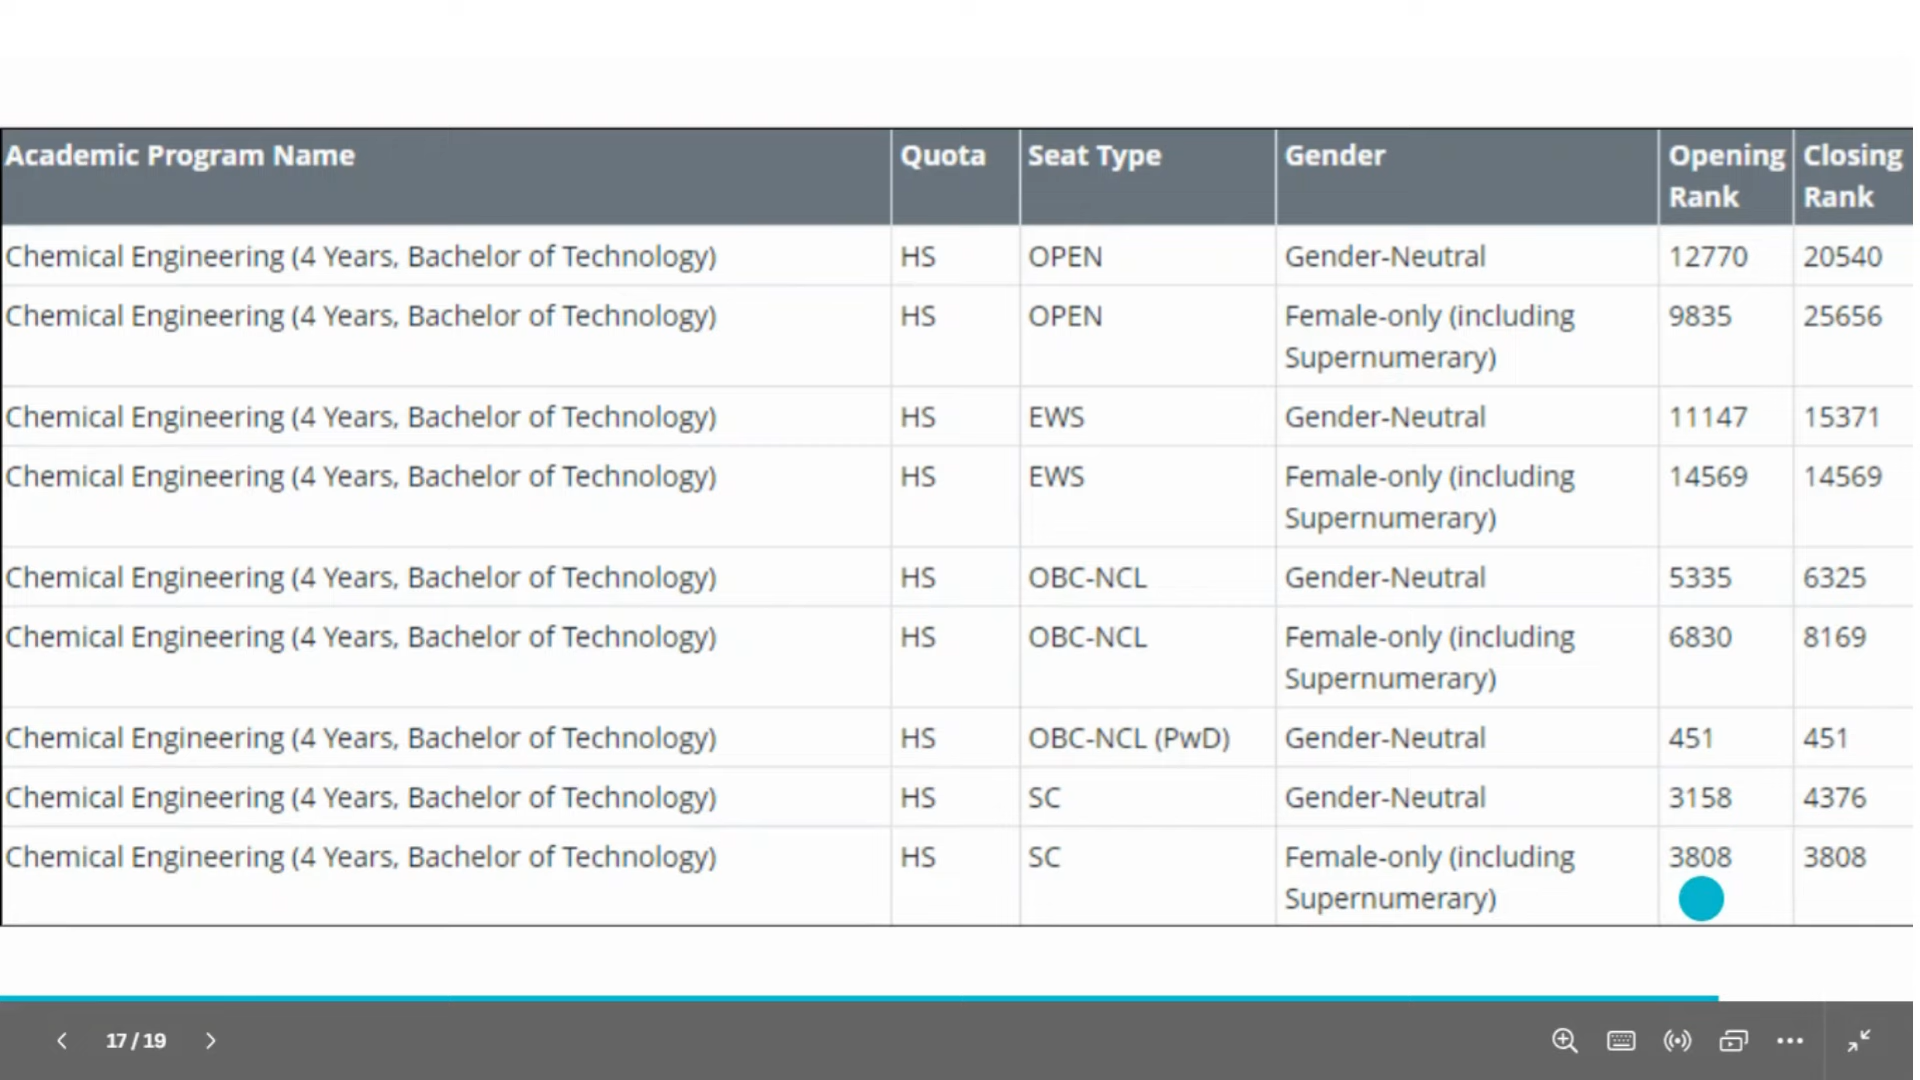 Academic Program Name Quota Seat Type Gender Opening Rank Closing Rank
Chemical Engineering (4 Years, Bachelor of Technology) HS OPEN Gender-Neutral 12770 20540
Chemical Engineering (4 Years, Bachelor of Technology) HS OPEN Female-only (including Supernumerary) 9835 25656
Chemical Engineering (4 Years, Bachelor of Technology) HS EWS Gender-Neutral 11147 15371
Chemical Engineering (4 Years, Bachelor of Technology) HS EWS Female-only (including Supernumerary) 14569 14569
Chemical Engineering (4 Years, Bachelor of Technology) HS OBC-NCL Gender-Neutral 5335 6325
Chemical Engineering (4 Years, Bachelor of Technology) HS OBC-NCL Female-only (including Supernumerary) 6830 8169
Chemical Engineering (4 Years, Bachelor of Technology) HS OBC-NCL (PwD) Gender-Neutral 451 451
Chemical Engineering (4 Years, Bachelor of Technology) HS SC Gender-Neutral 3158 4376
Chemical Engineering (4 Years, Bachelor of Technology) HS SC Female-only (including Supernumerary) 3808 3808
17 / 19